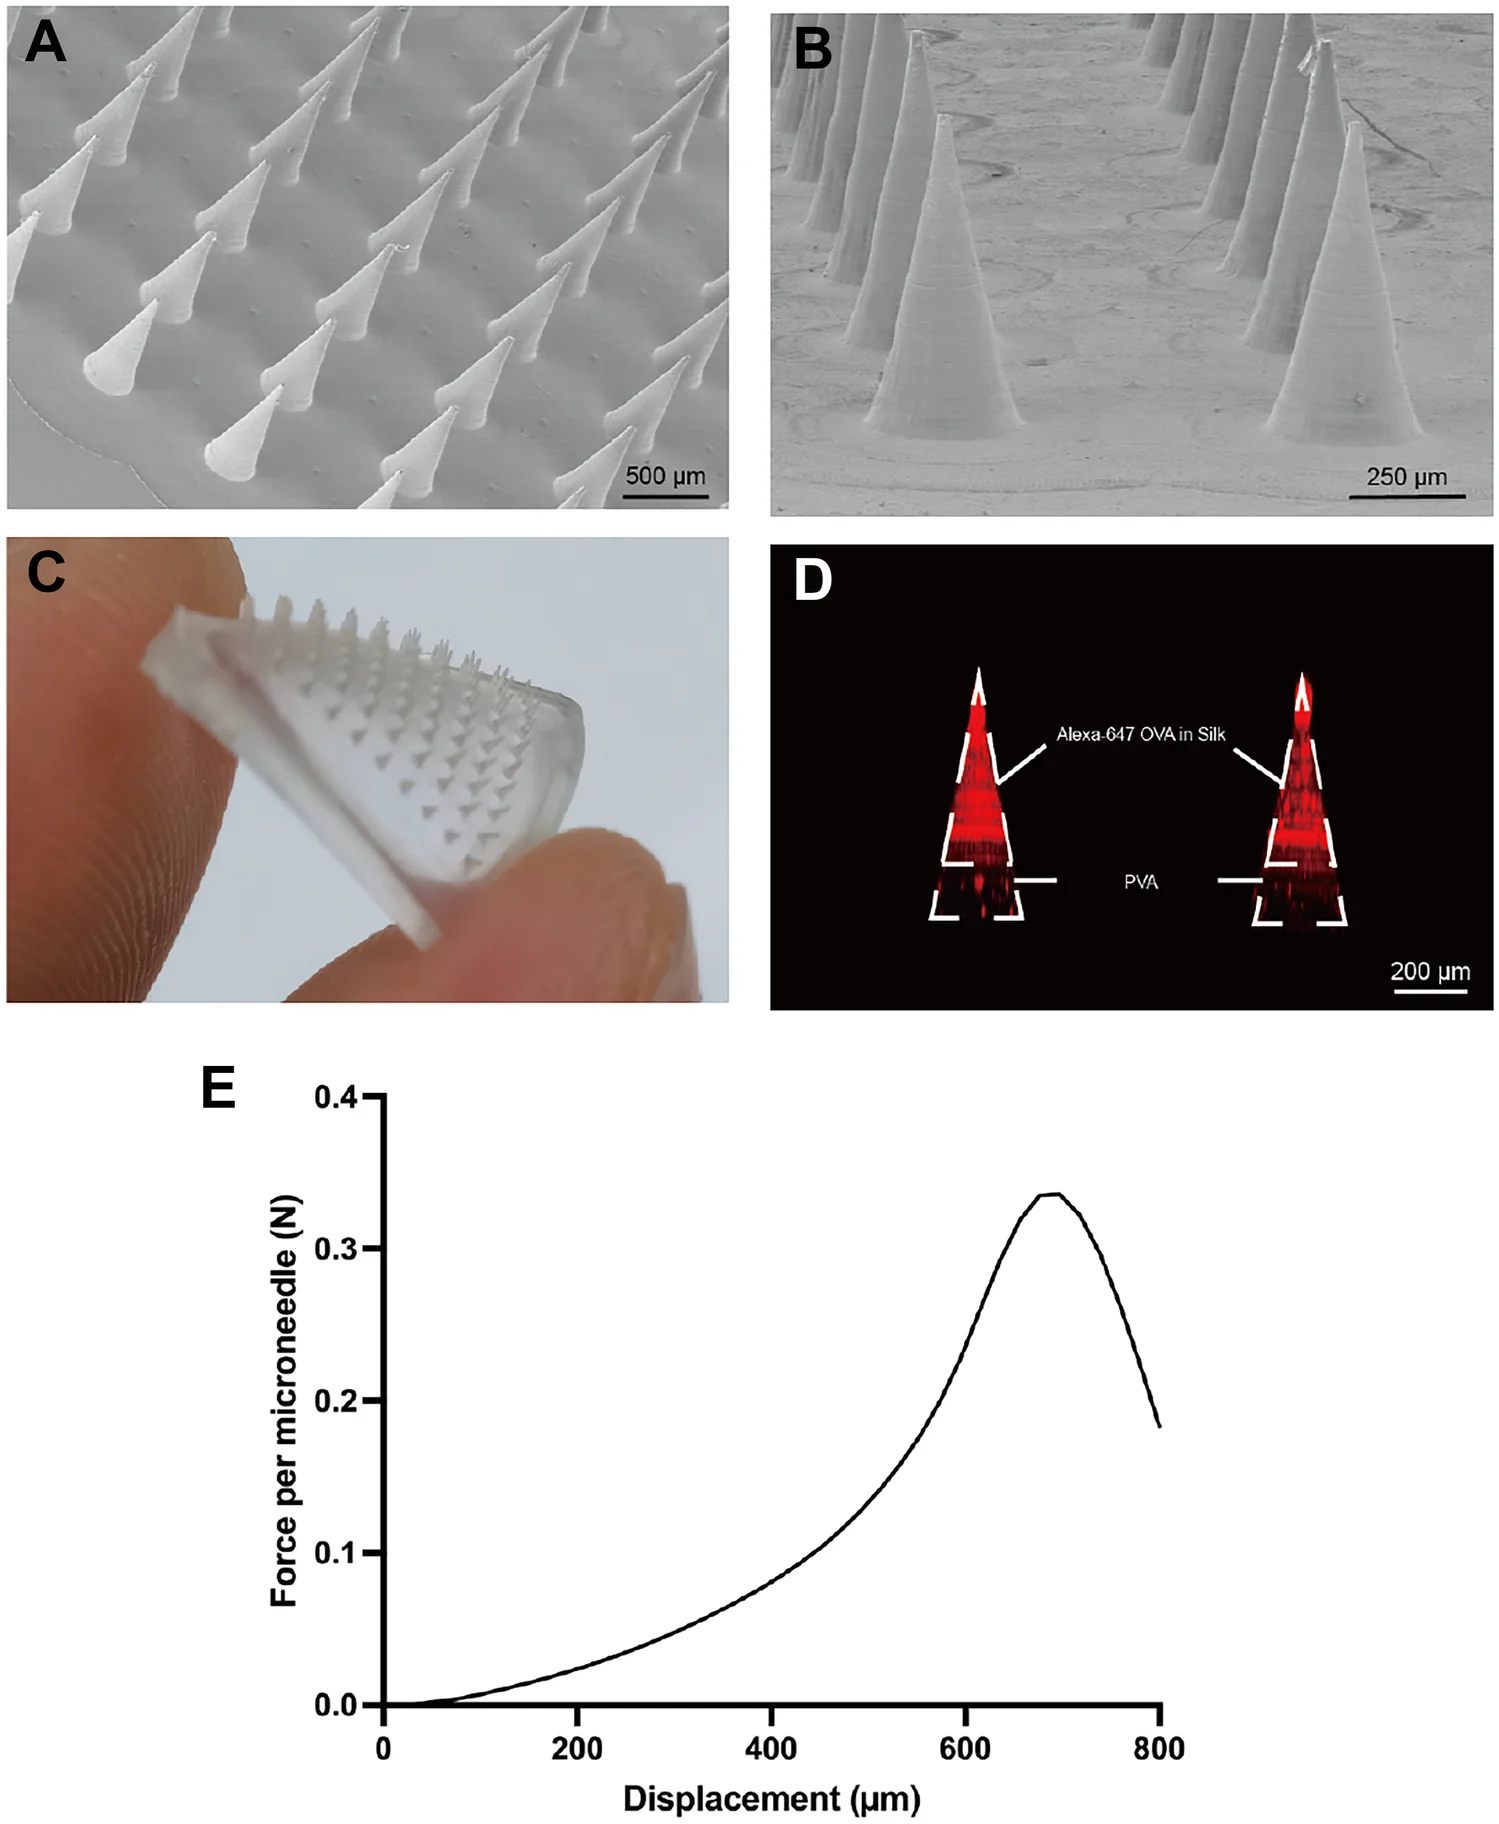 A
B
500 µm
250 µm
C
D
Alexa-647 OVA in Silk
PVA
200 µm
E
0.4
0.3
0.2
0.1
0.0
Force per microneedle (N)
0 200 400 600 800
Displacement (µm)